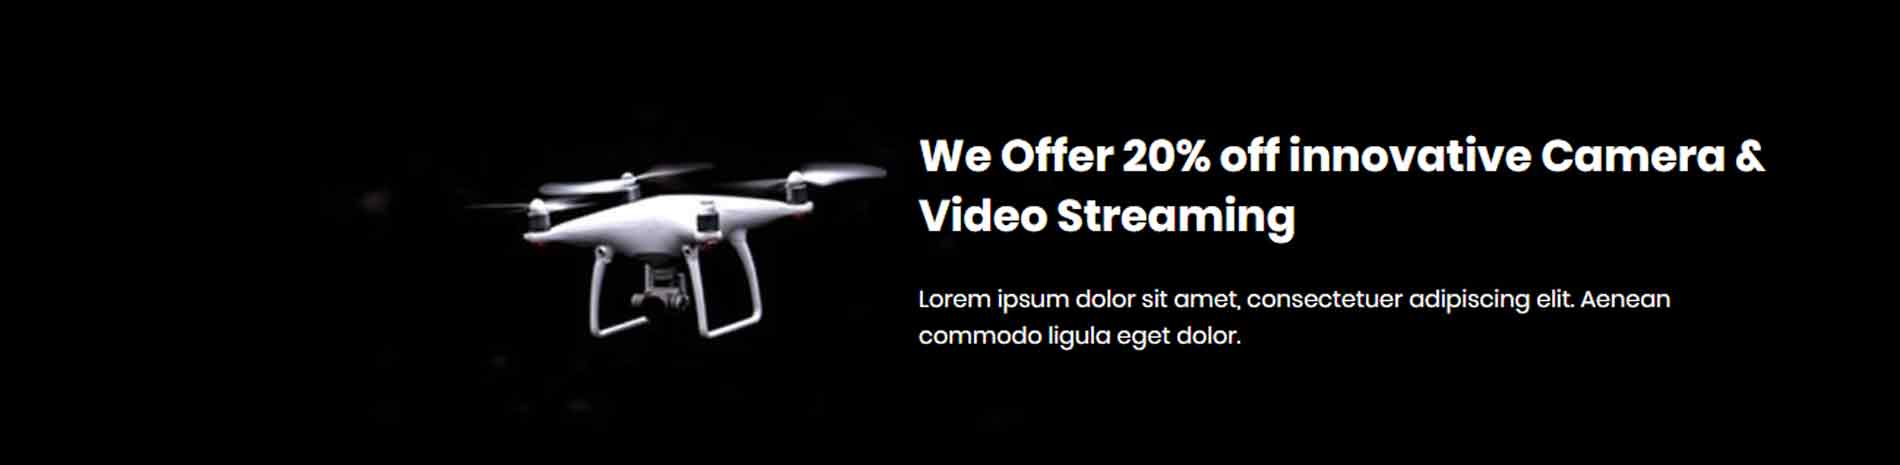 We Offer 20% off innovative Camera &
Video Streaming
Lorem ipsum dolor sit amet, consectetuer adipiscing elit. Aenean
commodo ligula eget dolor.